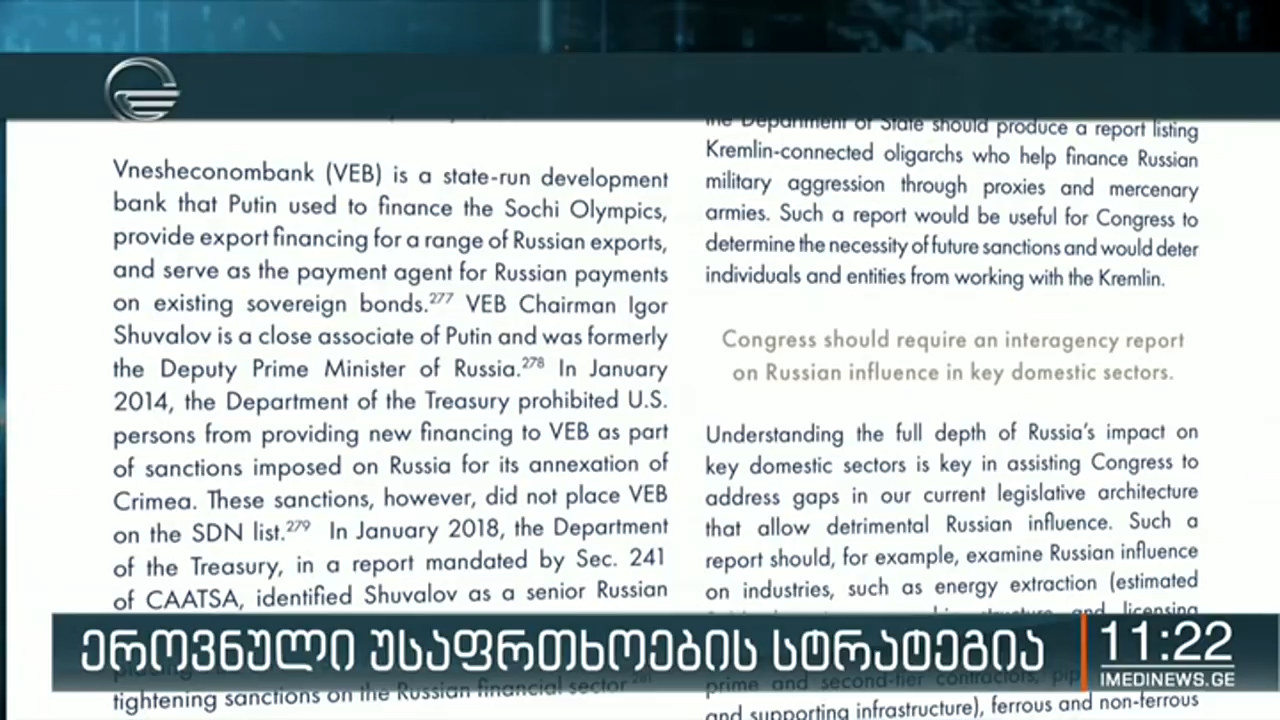 Vnesheconombank (VEB) is a state-run development
bank that Putin used to finance the Sochi Olympics,
provide export financing for a range of Russian exports,
and serve as the payment agent for Russian payments
on existing sovereign bonds.²⁷⁷ VEB Chairman Igor
Shuvalov is a close associate of Putin and was formerly
the Deputy Prime Minister of Russia.²⁷⁸ In January
2014, the Department of the Treasury prohibited U.S.
persons from providing new financing to VEB as part
of sanctions imposed on Russia for its annexation of
Crimea. These sanctions, however, did not place VEB
on the SDN list.²⁷⁹ In January 2018, the Department
of the Treasury, in a report mandated by Sec. 241
of CAATSA, identified Shuvalov as a senior Russian
tightening sanctions on the Russian financial sector
the Department of State should produce a report listing
Kremlin-connected oligarchs who help finance Russian
military aggression through proxies and mercenary
armies. Such a report would be useful for Congress to
determine the necessity of future sanctions and would deter
individuals and entities from working with the Kremlin.
Congress should require an interagency report
on Russian influence in key domestic sectors.
Understanding the full depth of Russia's impact on
key domestic sectors is key in assisting Congress to
address gaps in our current legislative architecture
that allow detrimental Russian influence. Such a
report should, for example, examine Russian influence
on industries, such as energy extraction (estimated
and licensing
prime and second-tier contractors,
and supporting infrastructure), ferrous and non-ferrous
ეროვნული უსაფრთხოების სტრატეგია
11:22
IMEDINEWS.GE